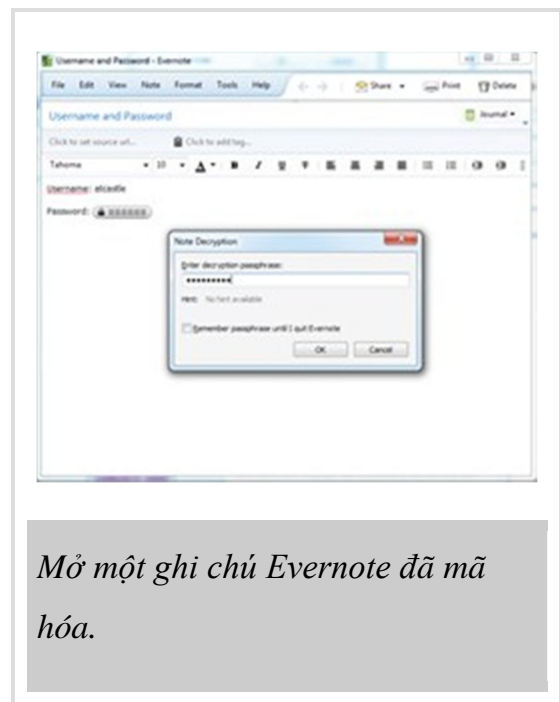 Username and Password - Evernote
File Edit View Note Format Tools Help Share Print Delete
Username and Password Journal
Click to set source url... Click to add tag...
Tahoma 10 A B I U T
Username: atcastle
Password:
Note Decryption
Enter decryption passphrase:
Hint: No hint available
Remember passphrase until I quit Evernote
OK Cancel
Mở một ghi chú Evernote đã mã
hóa.